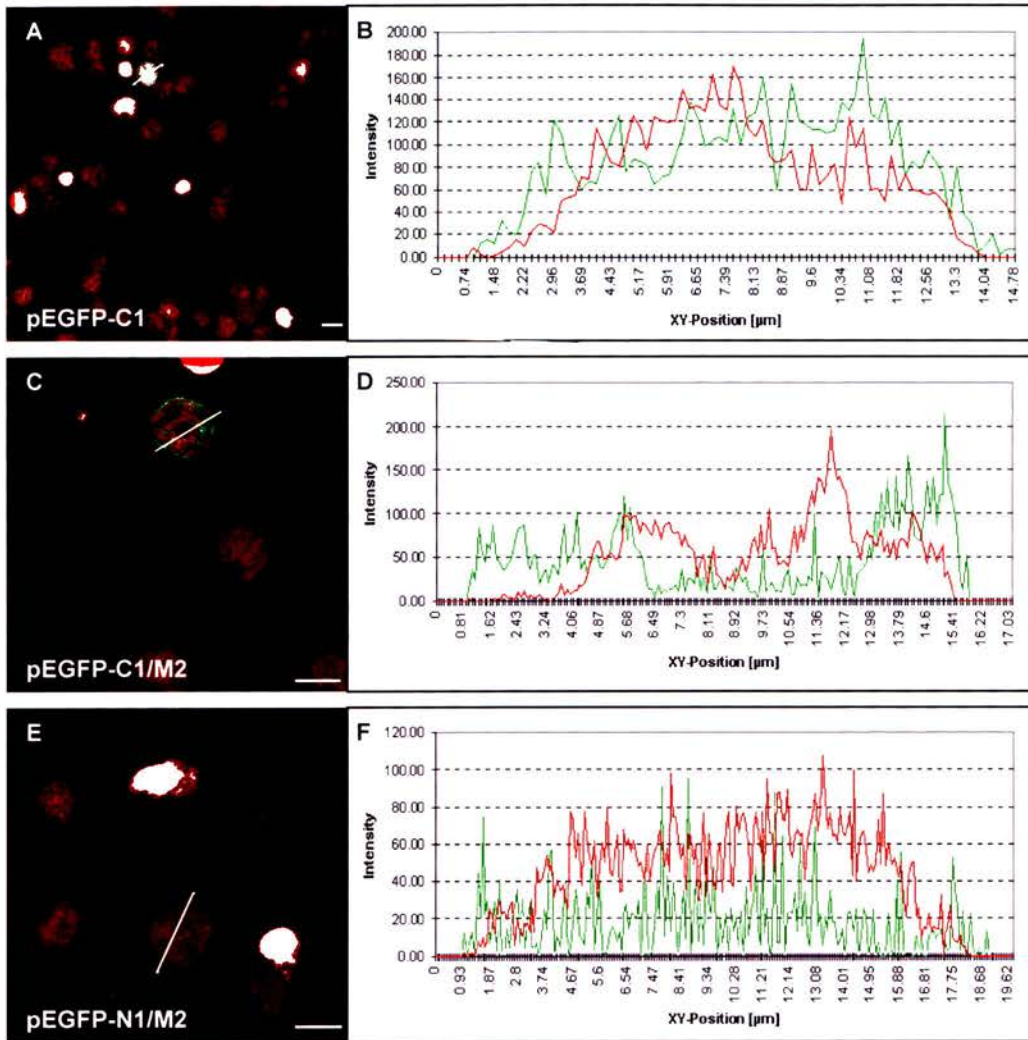 A
pEGFP-C1
B
200.00
180.00
160.00
140.00
120.00
100.00
80.00
60.00
40.00
20.00
0.00
Intensity
0 0.74 1.48 2.22 2.96 3.69 4.43 5.17 5.91 6.65 7.39 8.13 8.87 9.6 10.34 11.08 11.82 12.56 13.3 14.04 14.78
XY-Position [µm]
C
pEGFP-C1/M2
D
250.00
200.00
150.00
100.00
50.00
0.00
Intensity
0 0.81 1.62 2.43 3.24 4.06 4.87 5.68 6.49 7.3 8.11 8.92 9.73 10.54 11.36 12.17 12.98 13.79 14.6 15.41 16.22 17.03
XY-Position [µm]
E
pEGFP-N1/M2
F
120.00
100.00
80.00
60.00
40.00
20.00
0.00
Intensity
0 0.93 1.87 2.8 3.74 4.67 5.6 6.54 7.47 8.41 9.34 10.28 11.21 12.14 13.08 14.01 14.95 15.88 16.81 17.75 18.68 19.62
XY-Position [µm]